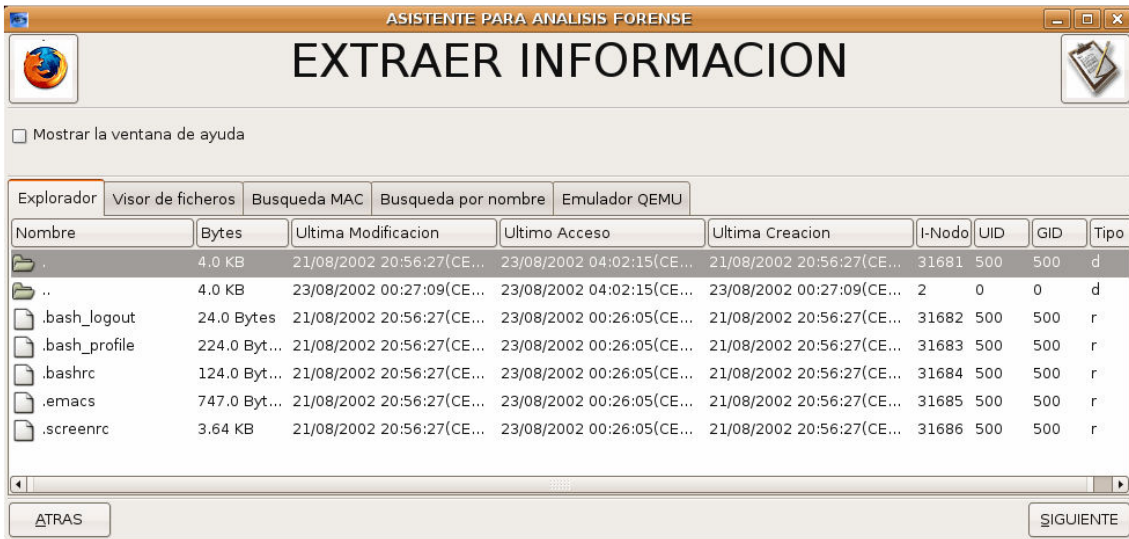 ASISTENTE PARA ANALISIS FORENSE
EXTRAER INFORMACION
Mostrar la ventana de ayuda
Explorador Visor de ficheros Busqueda MAC Busqueda por nombre Emulador QEMU
Nombre Bytes Ultima Modificacion Ultimo Acceso Ultima Creacion I-Nodo UID GID Tipo
. 4.0 KB 21/08/2002 20:56:27(CE... 23/08/2002 04:02:15(CE... 21/08/2002 20:56:27(CE... 31681 500 500 d
.. 4.0 KB 23/08/2002 00:27:09(CE... 23/08/2002 04:02:15(CE... 23/08/2002 00:27:09(CE... 2 0 0 d
.bash_logout 24.0 Bytes 21/08/2002 20:56:27(CE... 23/08/2002 00:26:05(CE... 21/08/2002 20:56:27(CE... 31682 500 500 r
.bash_profile 224.0 Byt... 21/08/2002 20:56:27(CE... 23/08/2002 00:26:05(CE... 21/08/2002 20:56:27(CE... 31683 500 500 r
.bashrc 124.0 Byt... 21/08/2002 20:56:27(CE... 23/08/2002 00:26:05(CE... 21/08/2002 20:56:27(CE... 31684 500 500 r
.emacs 747.0 Byt... 21/08/2002 20:56:27(CE... 23/08/2002 00:26:05(CE... 21/08/2002 20:56:27(CE... 31685 500 500 r
.screenrc 3.64 KB 21/08/2002 20:56:27(CE... 23/08/2002 00:26:05(CE... 21/08/2002 20:56:27(CE... 31686 500 500 r
ATRAS SIGUIENTE